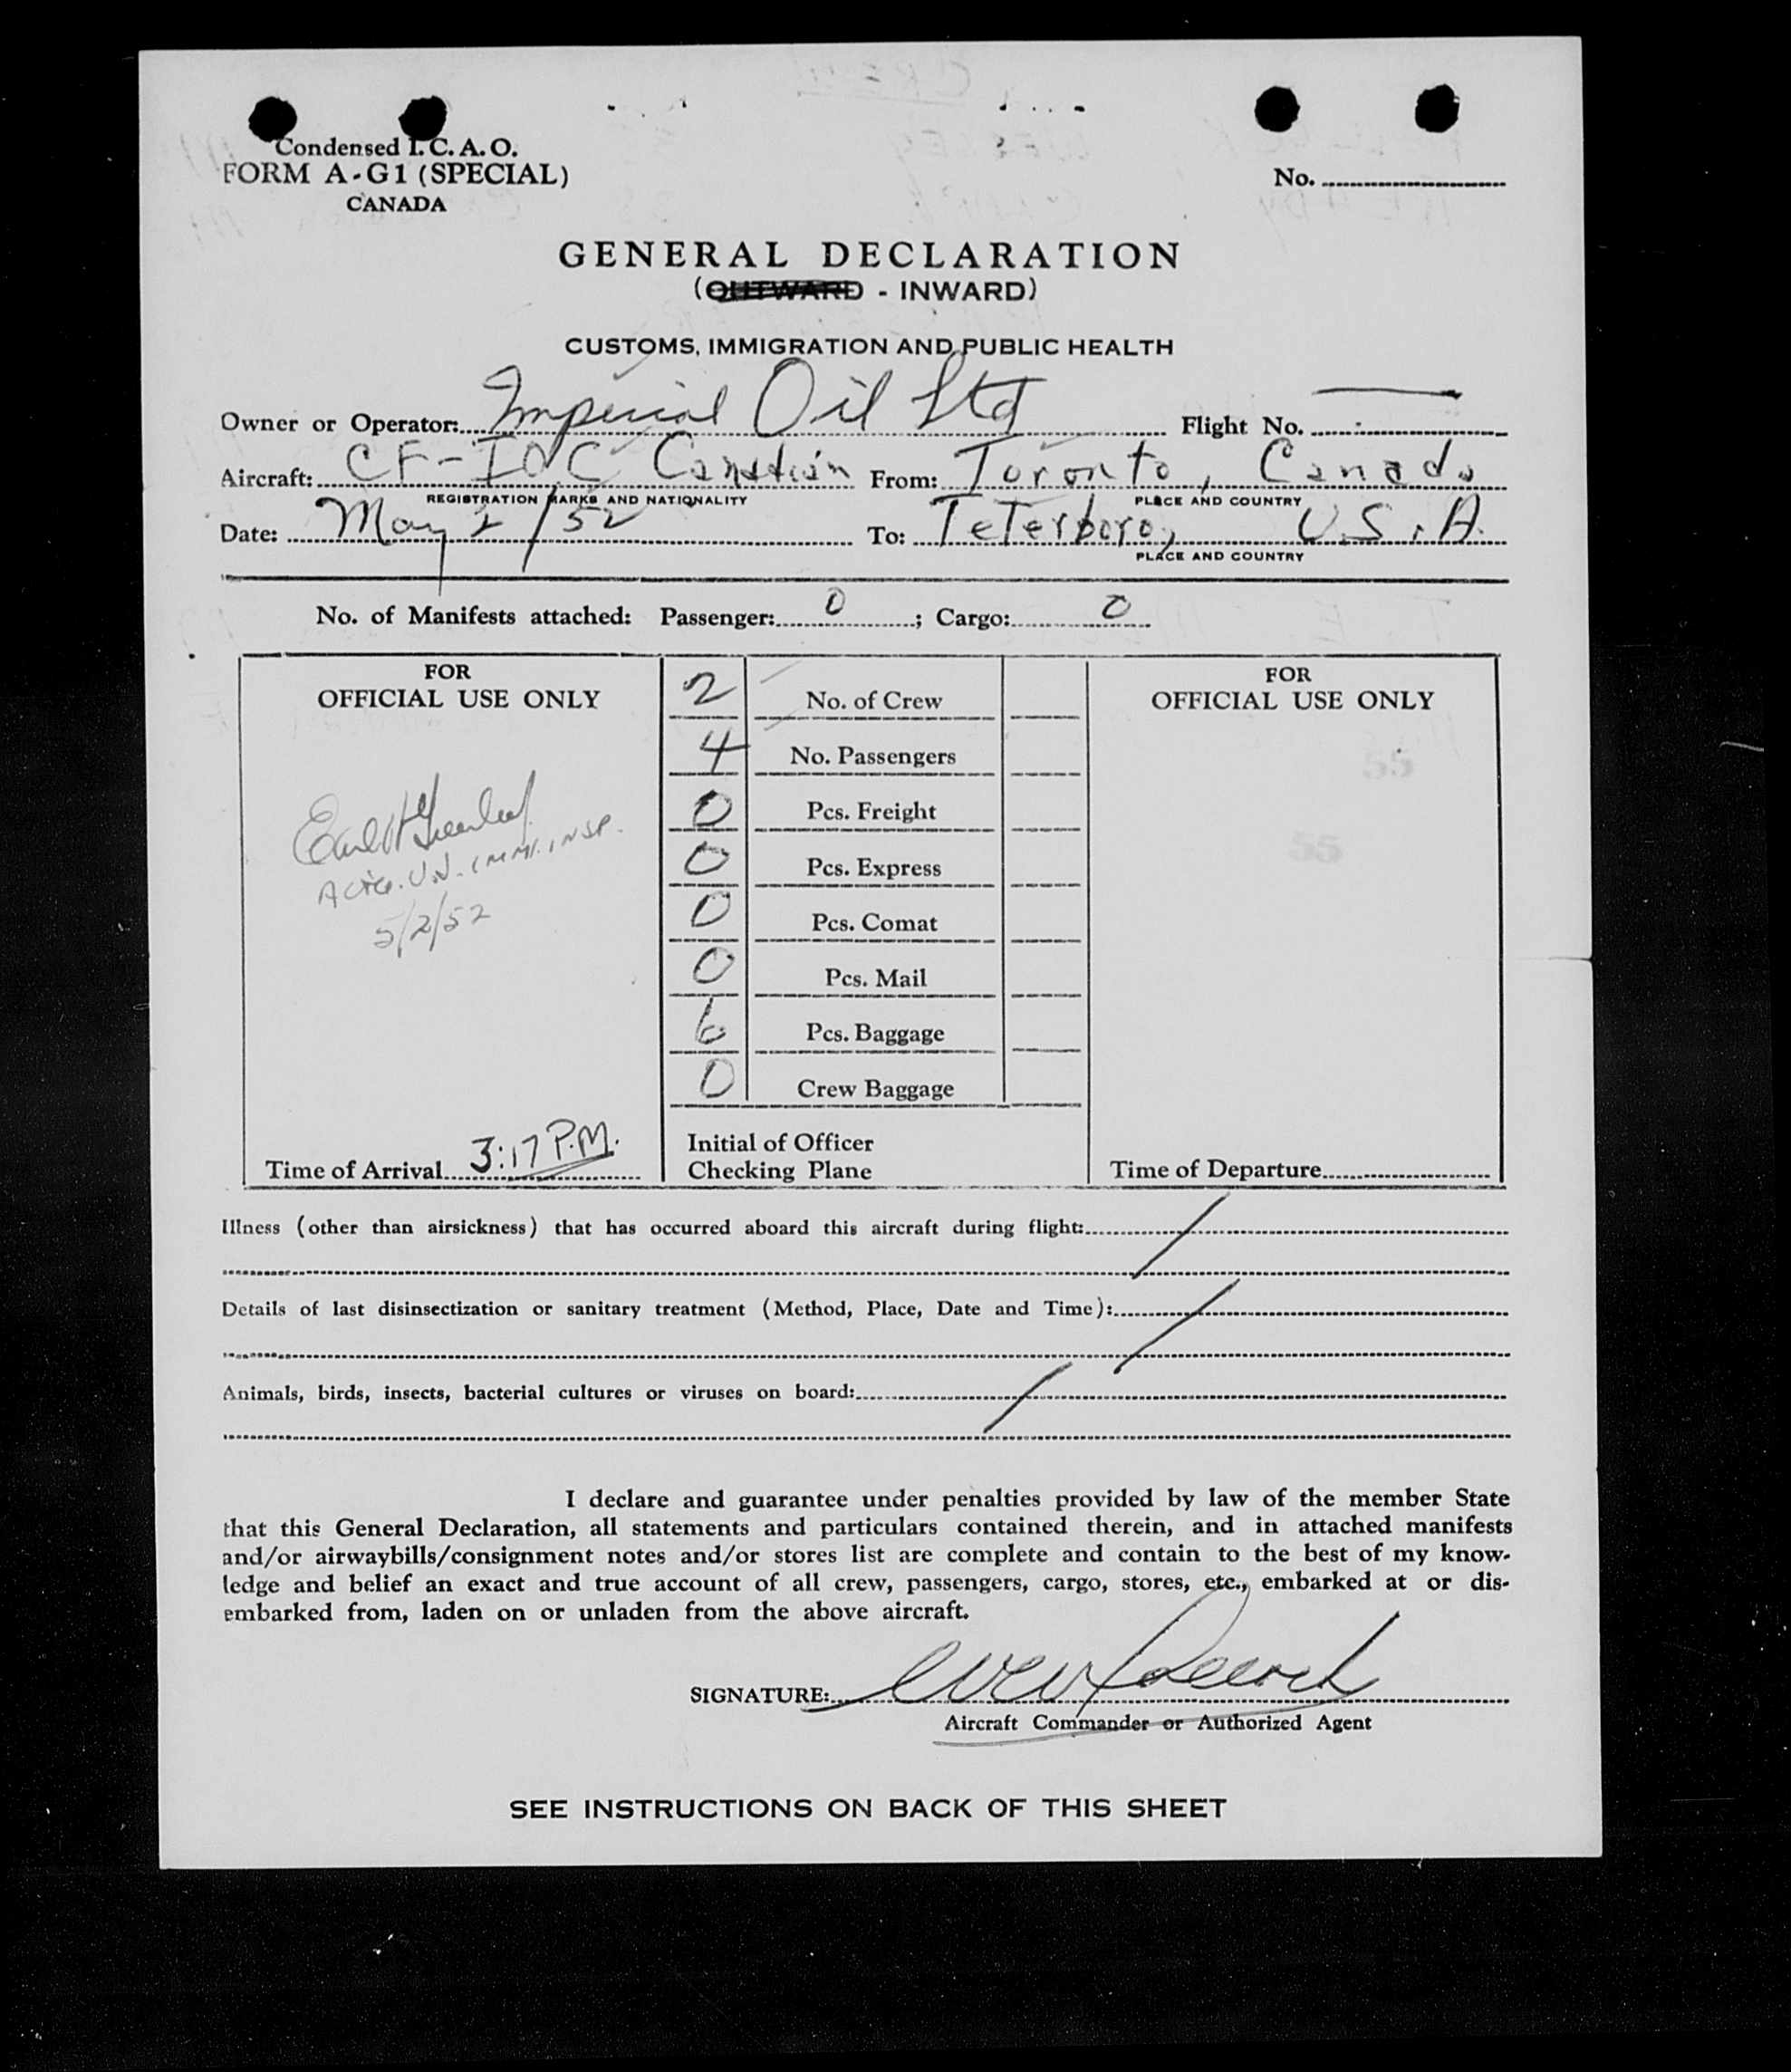 Condensed I.C.A.O.
FORM A-G1 (SPECIAL)
CANADA
No.
GENERAL DECLARATION
(OUTWARD - INWARD)
CUSTOMS, IMMIGRATION AND PUBLIC HEALTH
Owner or Operator: Imperial Oil Ltd Flight No. —
Aircraft: CF-IOC Canadian From: Toronto, Canada
REGISTRATION MARKS AND NATIONALITY PLACE AND COUNTRY
Date: May 2/52 To: Teterboro, U.S.A.
PLACE AND COUNTRY
No. of Manifests attached: Passenger: 0; Cargo: 0
FOR
OFFICIAL USE ONLY
2 No. of Crew
4 No. Passengers
0 Pcs. Freight
0 Pcs. Express
0 Pcs. Comat
0 Pcs. Mail
6 Pcs. Baggage
0 Crew Baggage
FOR
OFFICIAL USE ONLY
55
55
Earl H
IMMI. INSP.
5/2/52
Time of Arrival 3:17 P.M.
Initial of Officer
Checking Plane
Time of Departure
Illness (other than airsickness) that has occurred aboard this aircraft during flight: /
Details of last disinsectization or sanitary treatment (Method, Place, Date and Time): /
Animals, birds, insects, bacterial cultures or viruses on board: /
I declare and guarantee under penalties provided by law of the member State
that this General Declaration, all statements and particulars contained therein, and in attached manifests
and/or airwaybills/consignment notes and/or stores list are complete and contain to the best of my know-
ledge and belief an exact and true account of all crew, passengers, cargo, stores, etc., embarked at or dis-
embarked from, laden on or unladen from the above aircraft.
SIGNATURE:
Aircraft Commander or Authorized Agent
SEE INSTRUCTIONS ON BACK OF THIS SHEET